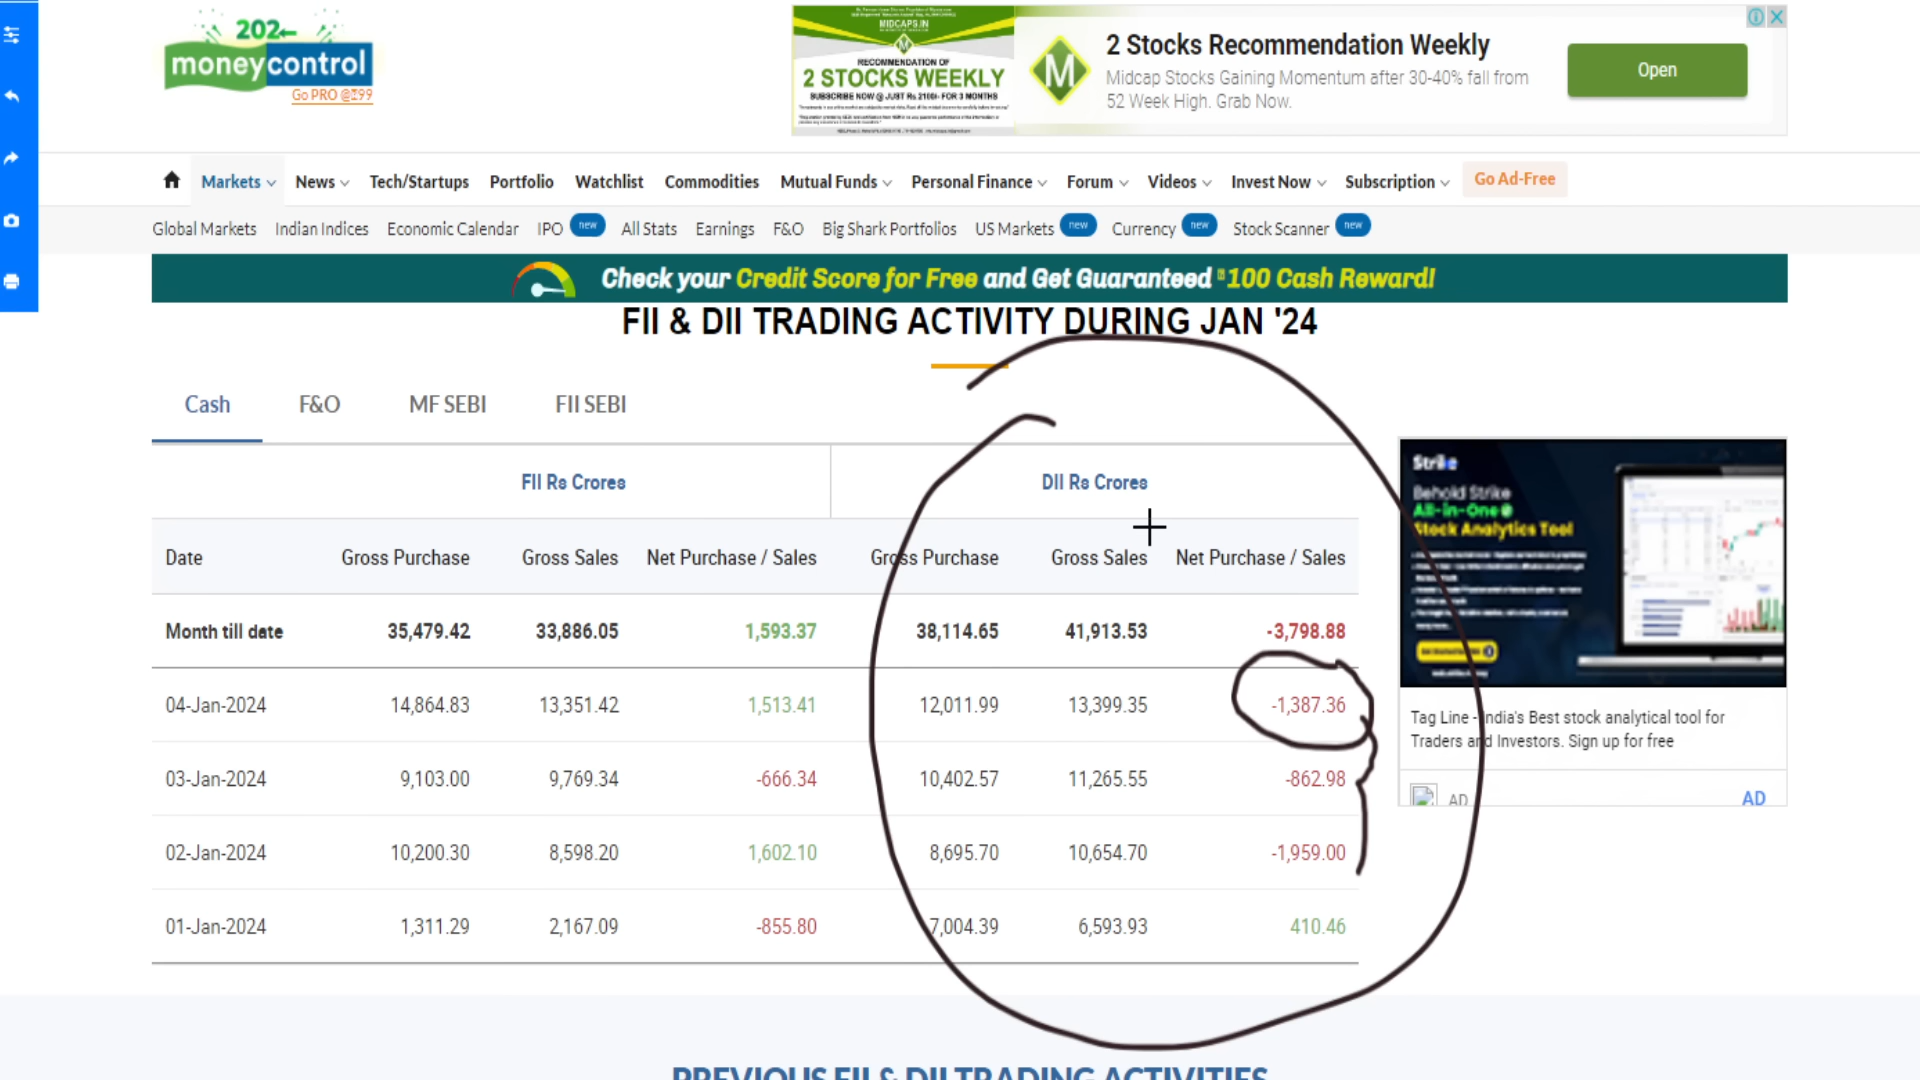 202
moneycontrol
Go PRO @₹99
MIDCAPS.IN
RECOMMENDATION OF
2 STOCKS WEEKLY
SUBSCRIBE NOW @ JUST Rs. 2100/- FOR 3 MONTHS
M
2 Stocks Recommendation Weekly
Midcap Stocks Gaining Momentum after 30-40% fall from
52 Week High. Grab Now.
Open
Markets News Tech/Startups Portfolio Watchlist Commodities Mutual Funds Personal Finance Forum Videos Invest Now Subscription Go Ad-Free
Global Markets Indian Indices Economic Calendar IPO new All Stats Earnings F&O Big Shark Portfolios US Markets new Currency new Stock Scanner new
Check your Credit Score for Free and Get Guaranteed ₹100 Cash Reward!
FII & DII TRADING ACTIVITY DURING JAN '24
Cash F&O MF SEBI FII SEBI
FII Rs Crores DII Rs Crores
Date Gross Purchase Gross Sales Net Purchase / Sales Gross Purchase Gross Sales Net Purchase / Sales
Month till date 35,479.42 33,886.05 1,593.37 38,114.65 41,913.53 -3,798.88
04-Jan-2024 14,864.83 13,351.42 1,513.41 12,011.99 13,399.35 -1,387.36
03-Jan-2024 9,103.00 9,769.34 -666.34 10,402.57 11,265.55 -862.98
02-Jan-2024 10,200.30 8,598.20 1,602.10 8,695.70 10,654.70 -1,959.00
01-Jan-2024 1,311.29 2,167.09 -855.80 7,004.39 6,593.93 410.46
Strike
Behold Strike
All-in-One
Stock Analytics Tool
Tag Line - India's Best stock analytical tool for
Traders and Investors. Sign up for free
AD AD
PREVIOUS FII & DII TRADING ACTIVITIES